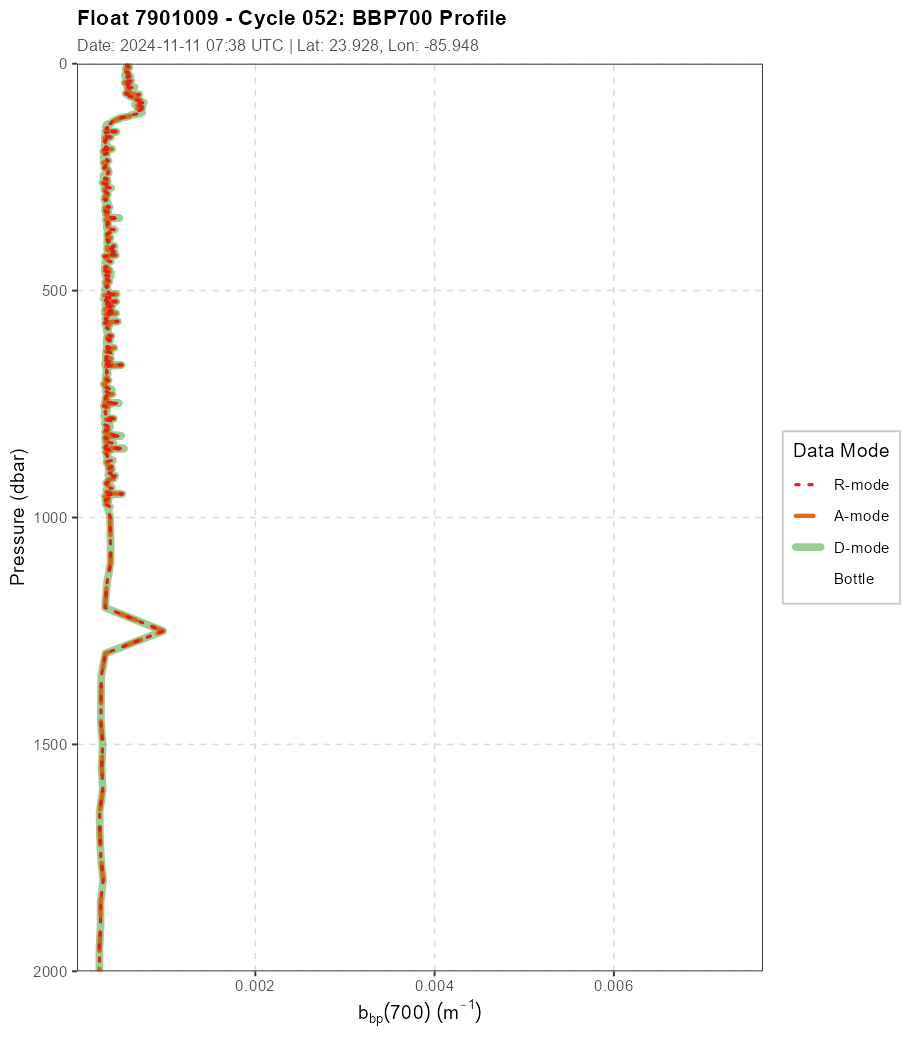 Float 7901009 - Cycle 052: BBP700 Profile
Date: 2024-11-11 07:38 UTC | Lat: 23.928, Lon: -85.948
0
500
1000
1500
2000
Pressure (dbar)
0.002
0.004
0.006
b_bp(700) (m⁻¹)
Data Mode
R-mode
A-mode
D-mode
Bottle